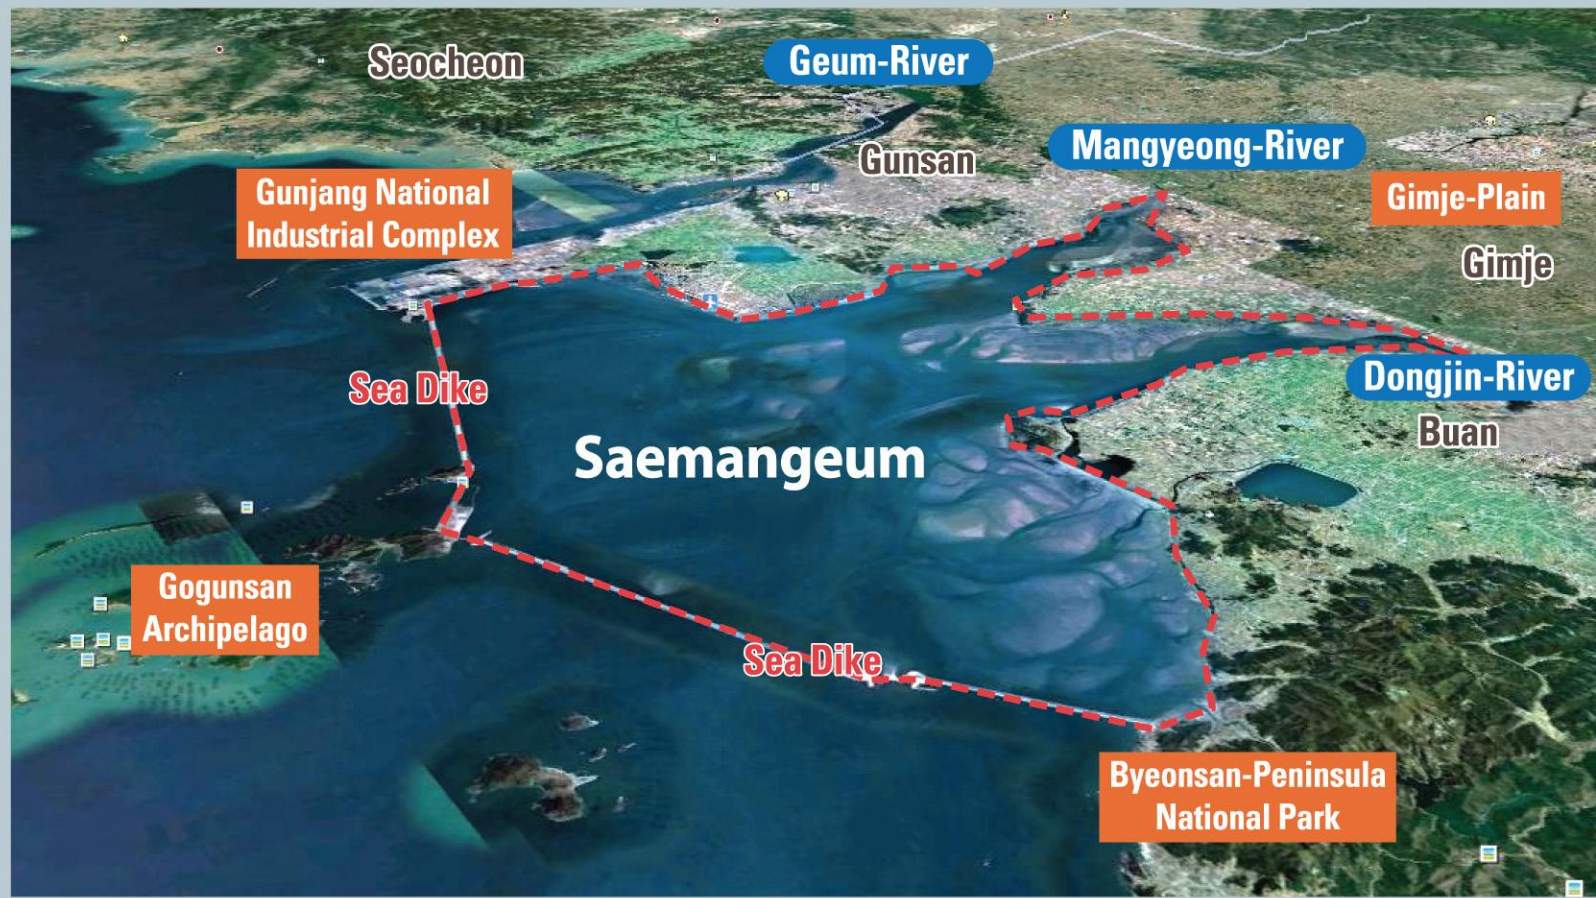 Seocheon
Geum-River
Gunsan
Mangyeong-River
Gunjang National
Industrial Complex
Gimje-Plain
Gimje
Sea Dike
Dongjin-River
Buan
Saemangeum
Gogunsan
Archipelago
Sea Dike
Byeonsan-Peninsula
National Park